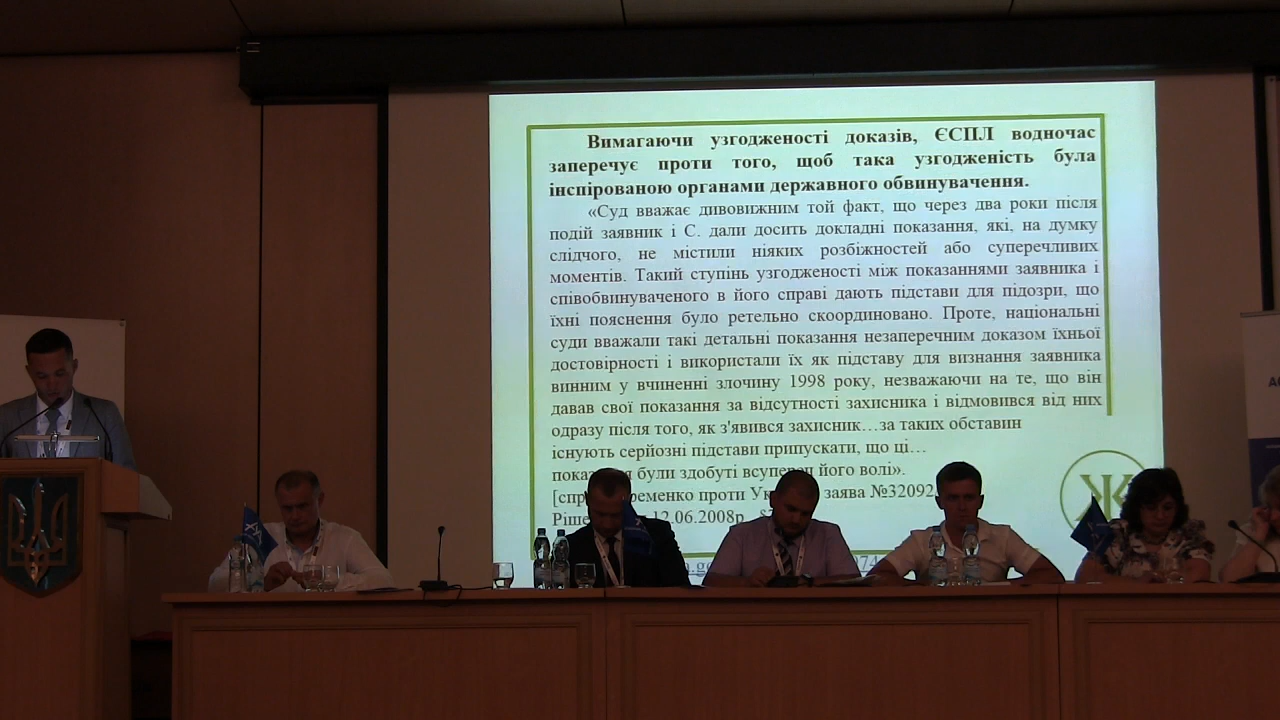 Вимагаючи узгодженості доказів, ЄСПЛ водночас
заперечує проти того, щоб така узгодженість була
інспірованою органами державного обвинувачення.
«Суд вважає дивовижним той факт, що через два роки після
подій заявник і С. дали досить докладні показання, які, на думку
слідчого, не містили ніяких розбіжностей або суперечливих
моментів. Такий ступінь узгодженості між показаннями заявника і
співобвинуваченого в його справі дають підстави для підозри, що
їхні пояснення було ретельно скоординовано. Проте, національні
суди вважали такі детальні показання незаперечним доказом їхньої
достовірності і використали їх як підставу для визнання заявника
винним у вчиненні злочину 1998 року, незважаючи на те, що він
давав свої показання за відсутності захисника і відмовився від них
одразу після того, як з'явився захисник…за таких обставин
існують серйозні підстави припускати, що ці…
були здобуті всупереч його волі».
проти заява №32092
12.06.2008р.
Ж